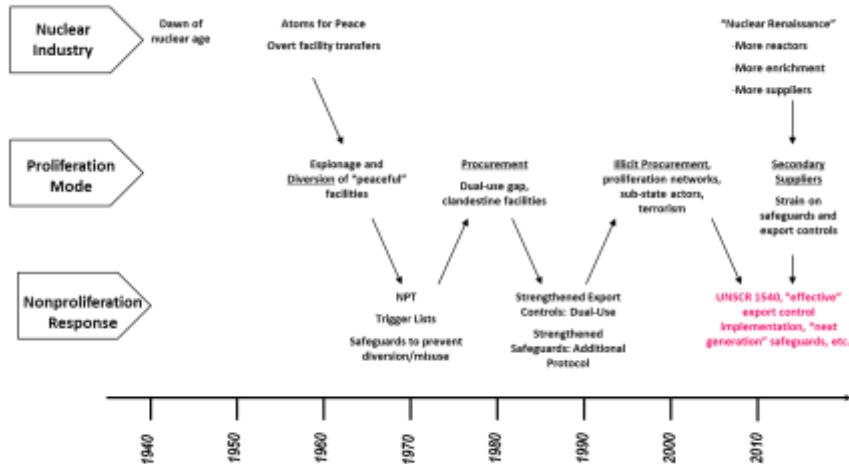 Nuclear
Industry
Dawn of
nuclear age
Atoms for Peace
Overt facility transfers
"Nuclear Renaissance"
-More reactors
-More enrichment
-More suppliers
Proliferation
Mode
Espionage and
Diversion of "peaceful"
facilities
Procurement
Dual-use gap,
clandestine facilities
Illicit Procurement,
proliferation networks,
sub-state actors,
terrorism
Secondary
Suppliers
Strain on
safeguards and
export controls
Nonproliferation
Response
NPT
Trigger Lists
Safeguards to prevent
diversion/misuse
Strengthened Export
Controls: Dual-Use
Strengthened
Safeguards: Additional
Protocol
UNSCR 1540, "effective"
export control
implementation, "next
generation" safeguards, etc.
1940
1950
1960
1970
1980
1990
2000
2010